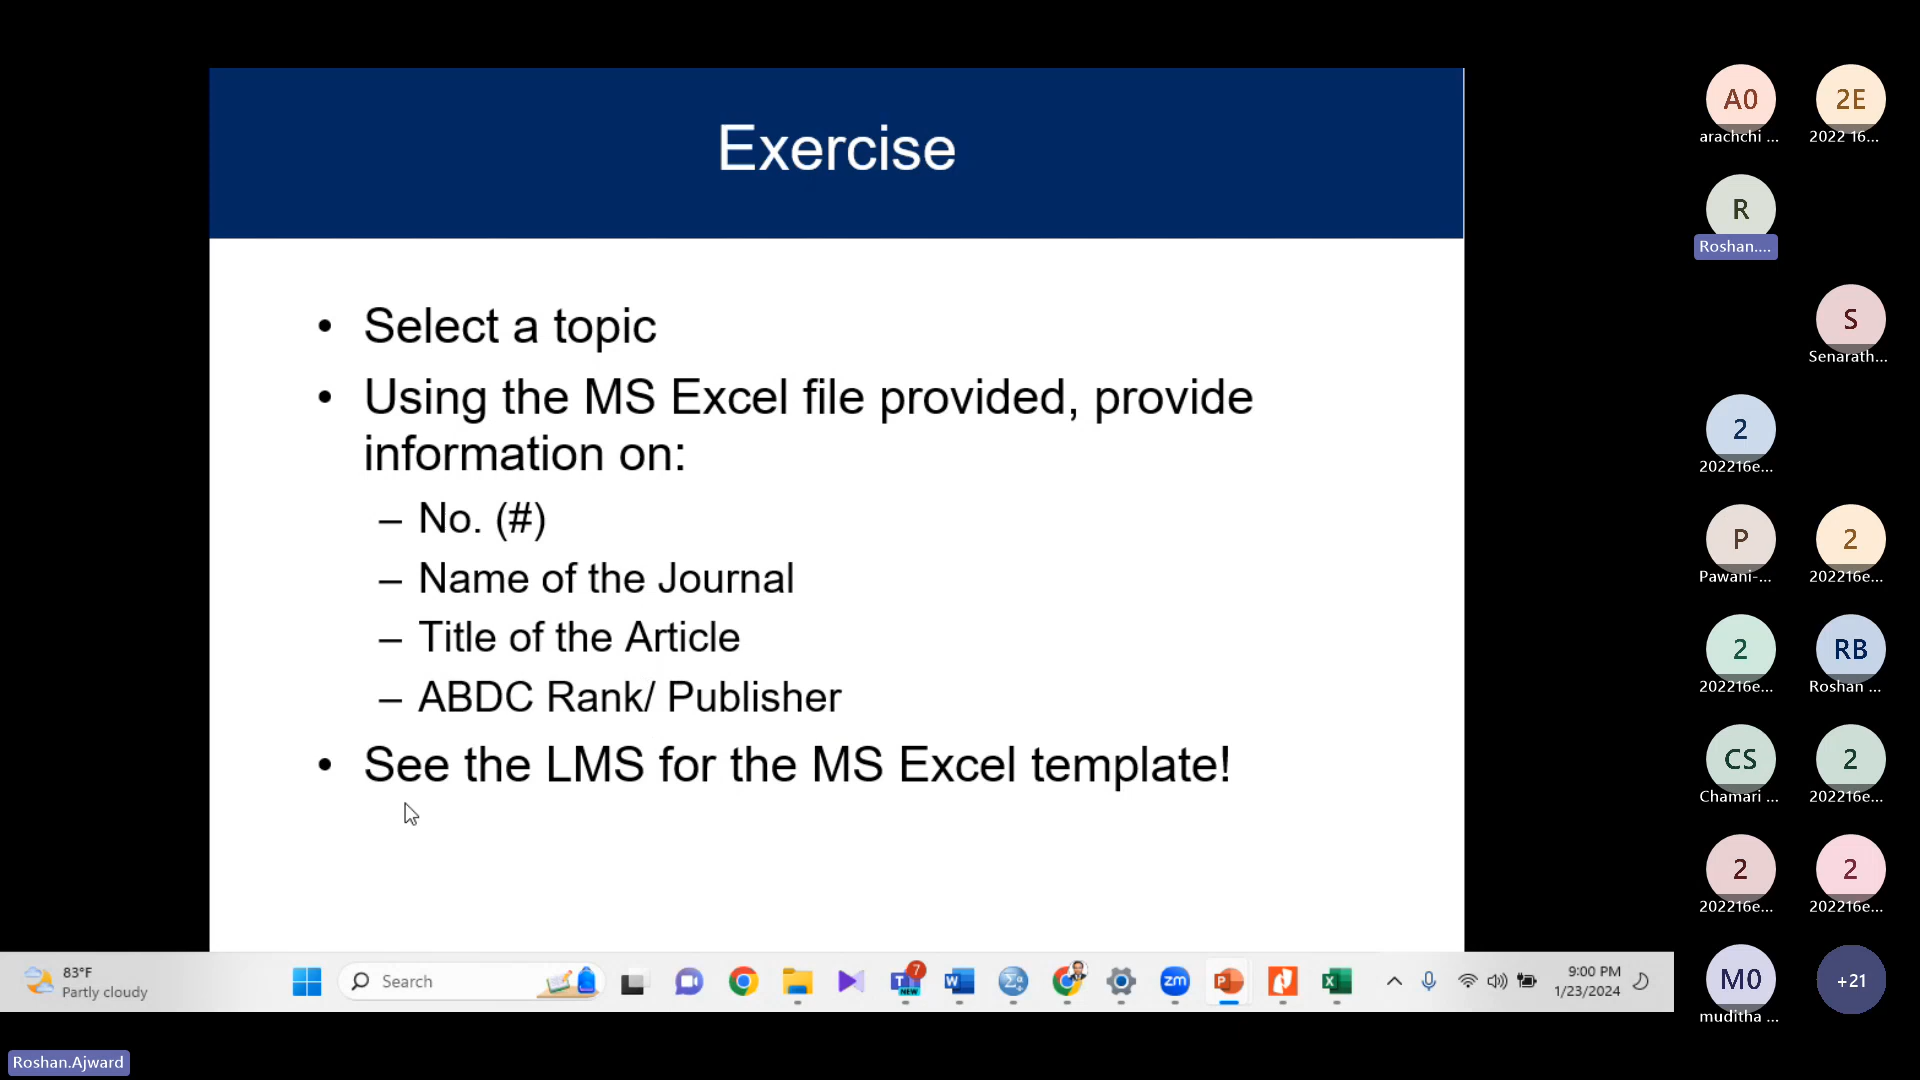 Exercise
• Select a topic
• Using the MS Excel file provided, provide
information on:
– No. (#)
– Name of the Journal
– Title of the Article
– ABDC Rank/ Publisher
• See the LMS for the MS Excel template!
A0
arachchi ...
2E
2022 16...
R
Roshan....
S
Senarath...
2
202216e...
P
Pawani-...
2
202216e...
2
202216e...
RB
Roshan ...
CS
Chamari ...
2
202216e...
2
202216e...
2
202216e...
M0
muditha ...
+21
83°F
Partly cloudy
Search
7
NEW
W
Σ
zm
P
X
9:00 PM
1/23/2024
Roshan.Ajward